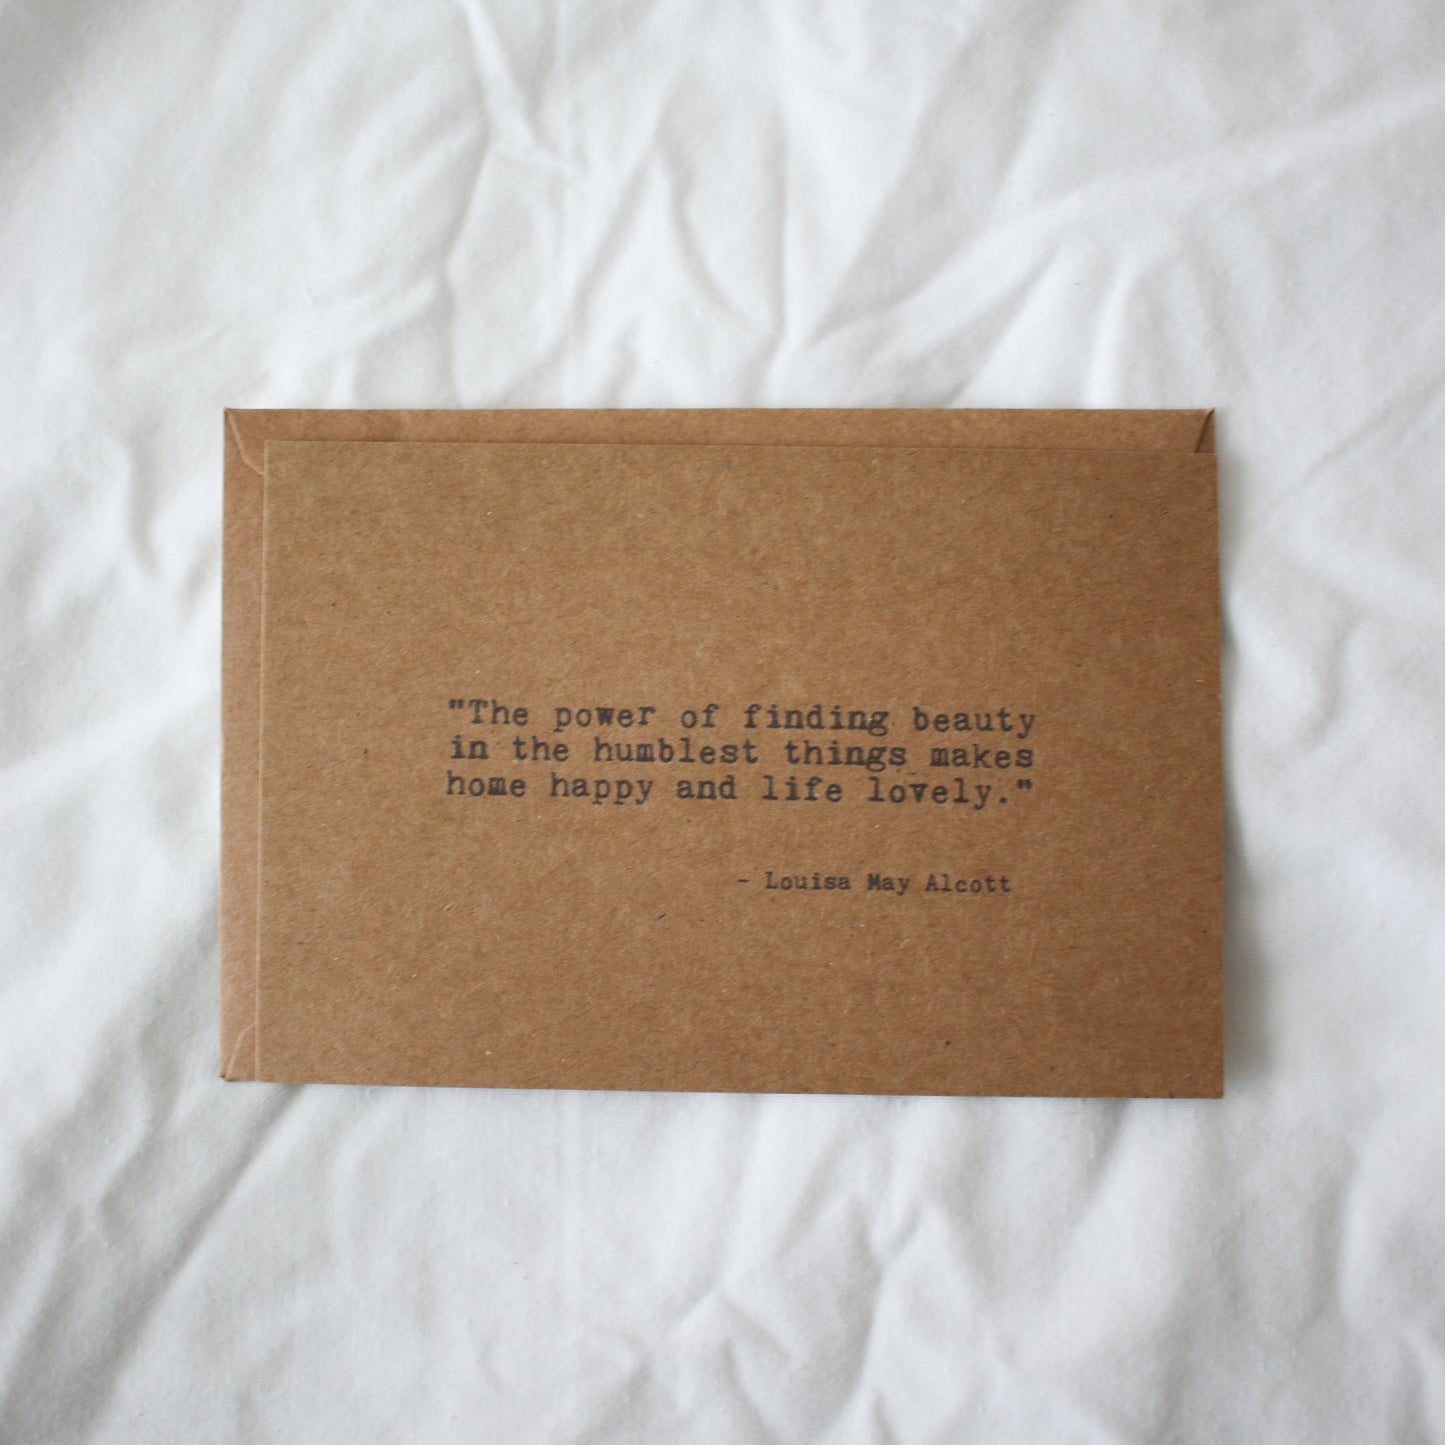 "The power of finding beauty
in the humblest things makes
home happy and life lovely."
- Louisa May Alcott